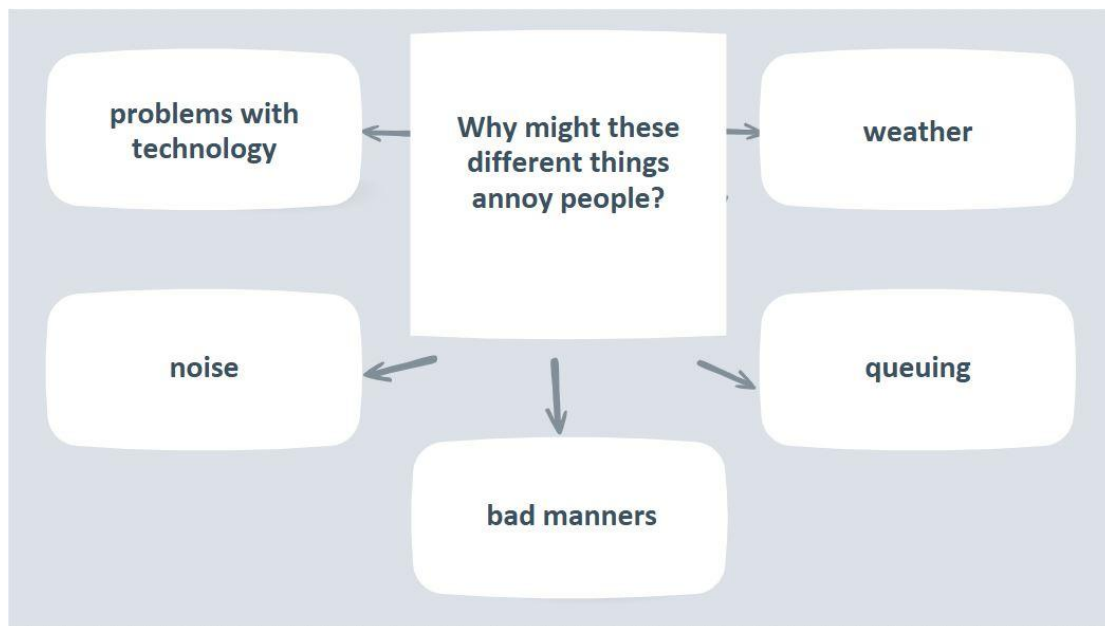 problems with
technology
Why might these
different things
annoy people?
weather
noise
queuing
bad manners